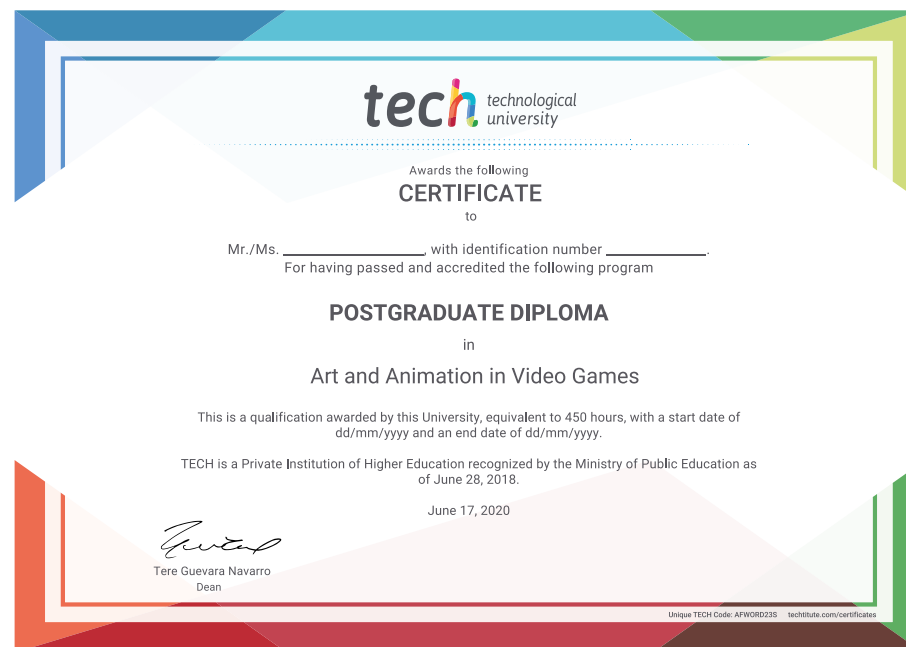 tech technological
university
Awards the following
CERTIFICATE
to
Mr./Ms. ____________________, with identification number ______________.
For having passed and accredited the following program
POSTGRADUATE DIPLOMA
in
Art and Animation in Video Games
This is a qualification awarded by this University, equivalent to 450 hours, with a start date of
dd/mm/yyyy and an end date of dd/mm/yyyy.
TECH is a Private Institution of Higher Education recognized by the Ministry of Public Education as
of June 28, 2018.
June 17, 2020
Tere Guevara Navarro
Dean
Unique TECH Code: AFWORD23S techtitute.com/certificates